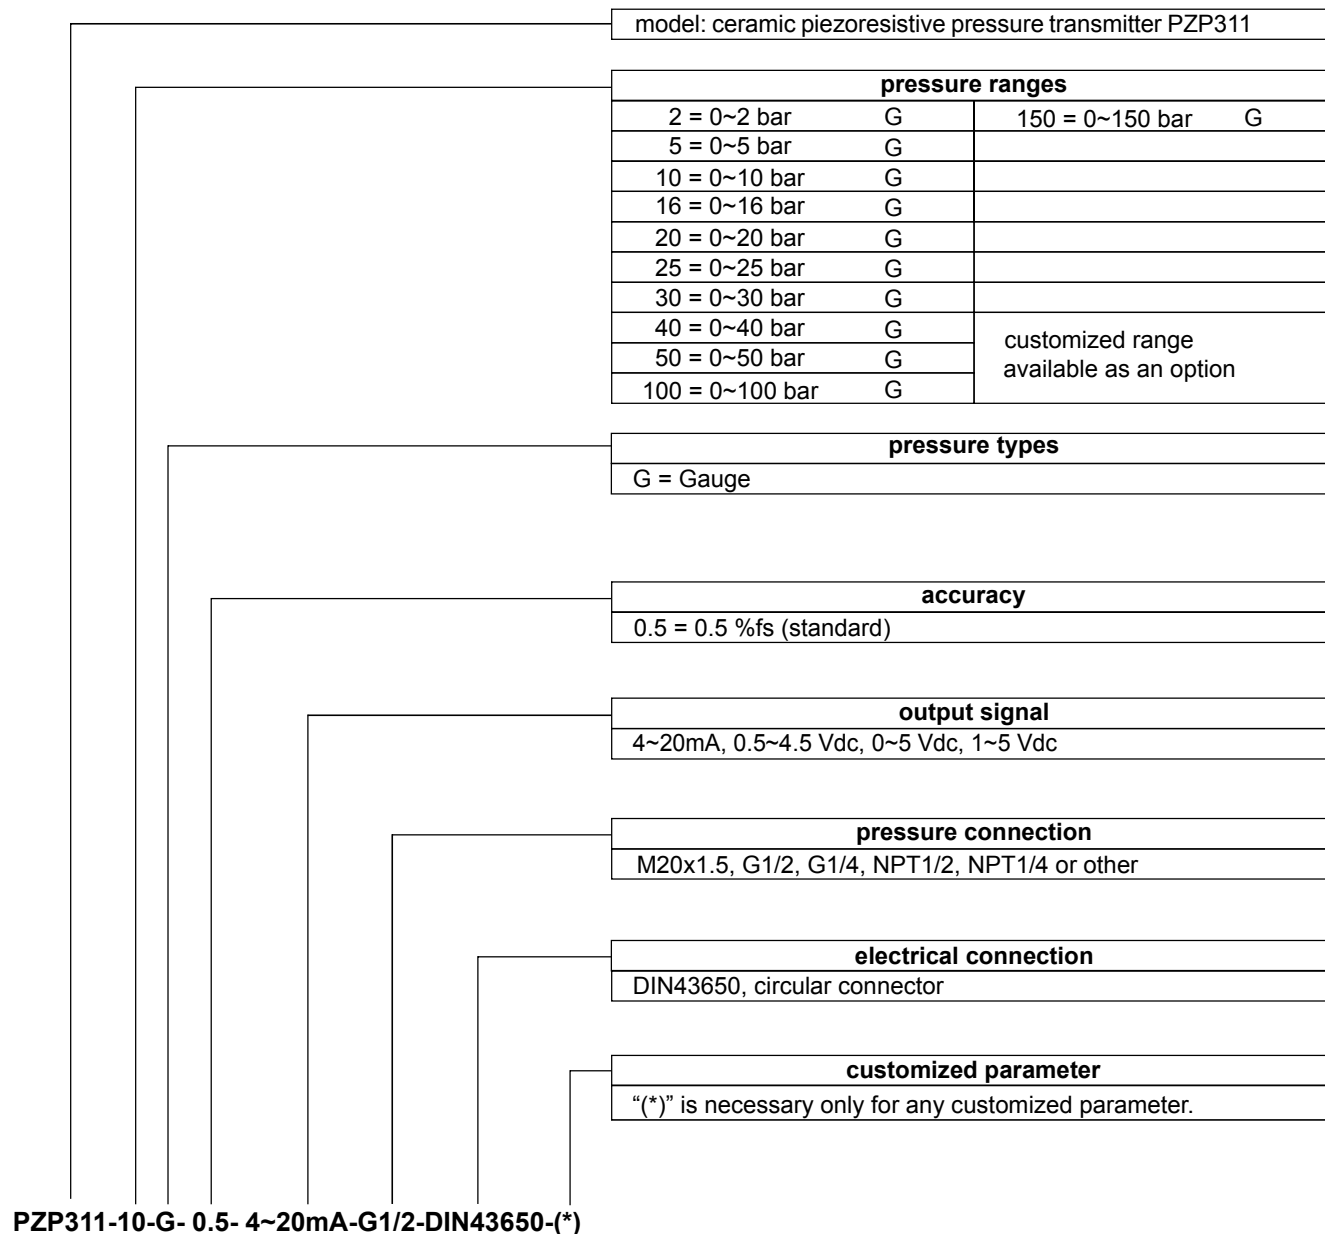 model: ceramic piezoresistive pressure transmitter PZP311
pressure ranges
2 = 0~2 bar G 150 = 0~150 bar G
5 = 0~5 bar G
10 = 0~10 bar G
16 = 0~16 bar G
20 = 0~20 bar G
25 = 0~25 bar G
30 = 0~30 bar G
40 = 0~40 bar G
50 = 0~50 bar G
100 = 0~100 bar G
customized range
available as an option
pressure types
G = Gauge
accuracy
0.5 = 0.5 %fs (standard)
output signal
4~20mA, 0.5~4.5 Vdc, 0~5 Vdc, 1~5 Vdc
pressure connection
M20x1.5, G1/2, G1/4, NPT1/2, NPT1/4 or other
electrical connection
DIN43650, circular connector
customized parameter
“(*)” is necessary only for any customized parameter.
PZP311-10-G- 0.5- 4~20mA-G1/2-DIN43650-(*)